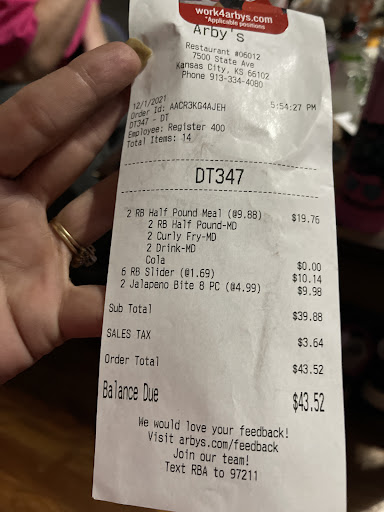 work4arbys.com
*Applicable positions
Arby's
Restaurant #06012
7500 State Ave
Kansas City, KS 66102
Phone 913-334-4080
12/1/2021 5:54:27 PM
Order Id: AACR3KG4AJEH
DT347 - DT
Employee: Register 400
Total Items: 14
DT347
2 RB Half Pound Meal (@9.88) $19.76
2 RB Half Pound-MD
2 Curly Fry-MD
2 Drink-MD
Cola $0.00
6 RB Slider (@1.69) $10.14
2 Jalapeno Bite 8 PC (@4.99) $9.98
Sub Total $39.88
SALES TAX $3.64
Order Total $43.52
Balance Due $43.52
We would love your feedback!
Visit arbys.com/feedback
Join our team!
Text RBA to 97211